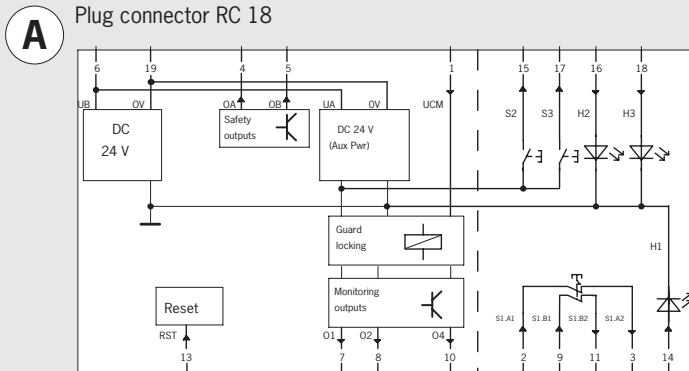 A
Plug connector RC 18
6 19 4 5 1 15 17 16 18
UB 0V OA OB UA 0V UCM S2 S3 H2 H3
DC
24 V
Safety
outputs
DC 24 V
(Aux Pwr)
Guard
locking
H1
Monitoring
outputs
Reset
S1.A1 S1.B1 S1.B2 S1.A2
RST O1 O2 O4
13 7 8 10 2 9 11 3 14